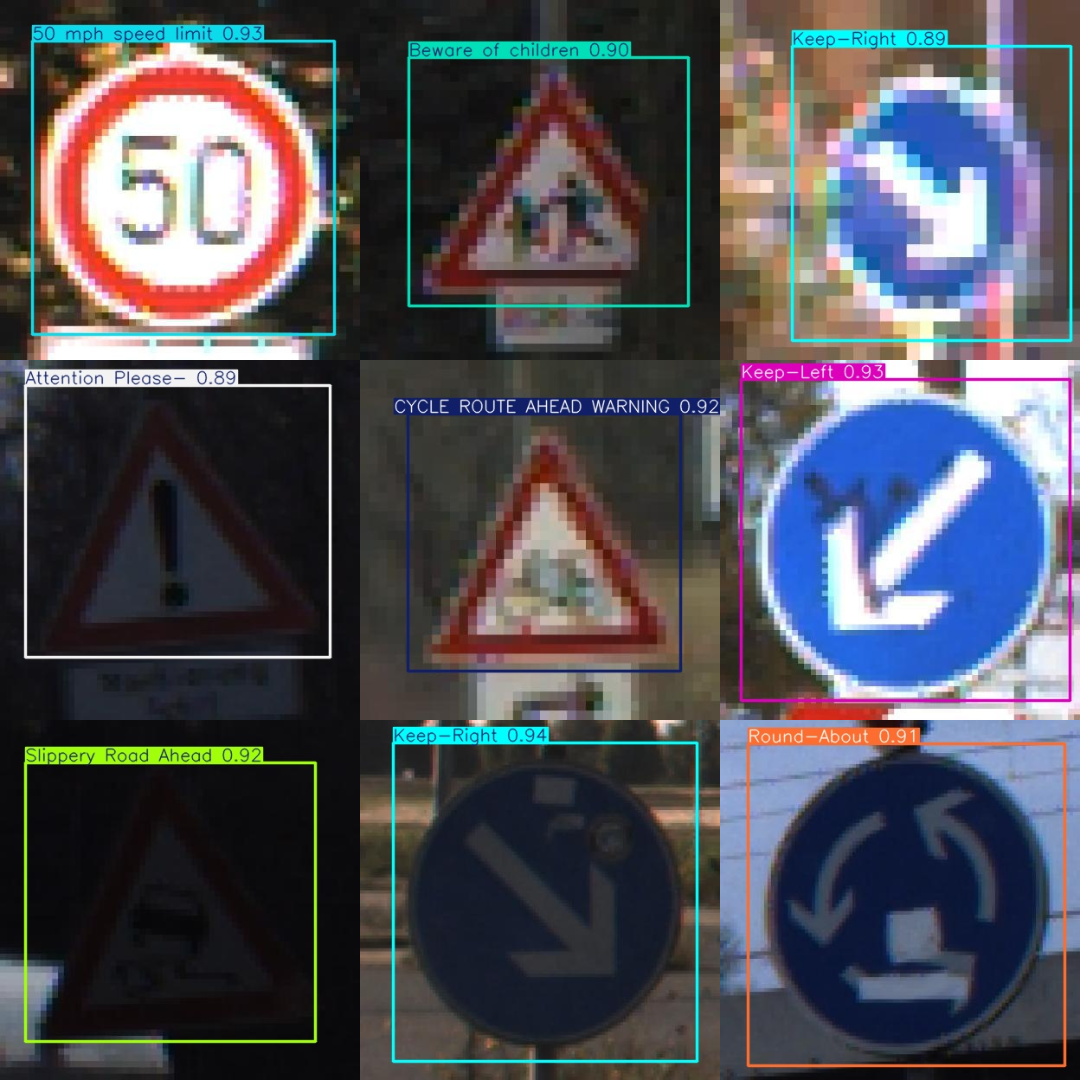 50 mph speed limit 0.93
Beware of children 0.90
Keep-Right 0.89
50
Attention Please- 0.89
CYCLE ROUTE AHEAD WARNING 0.92
Keep-Left 0.93
!
Slippery Road Ahead 0.92
Keep-Right 0.94
Round-About 0.91